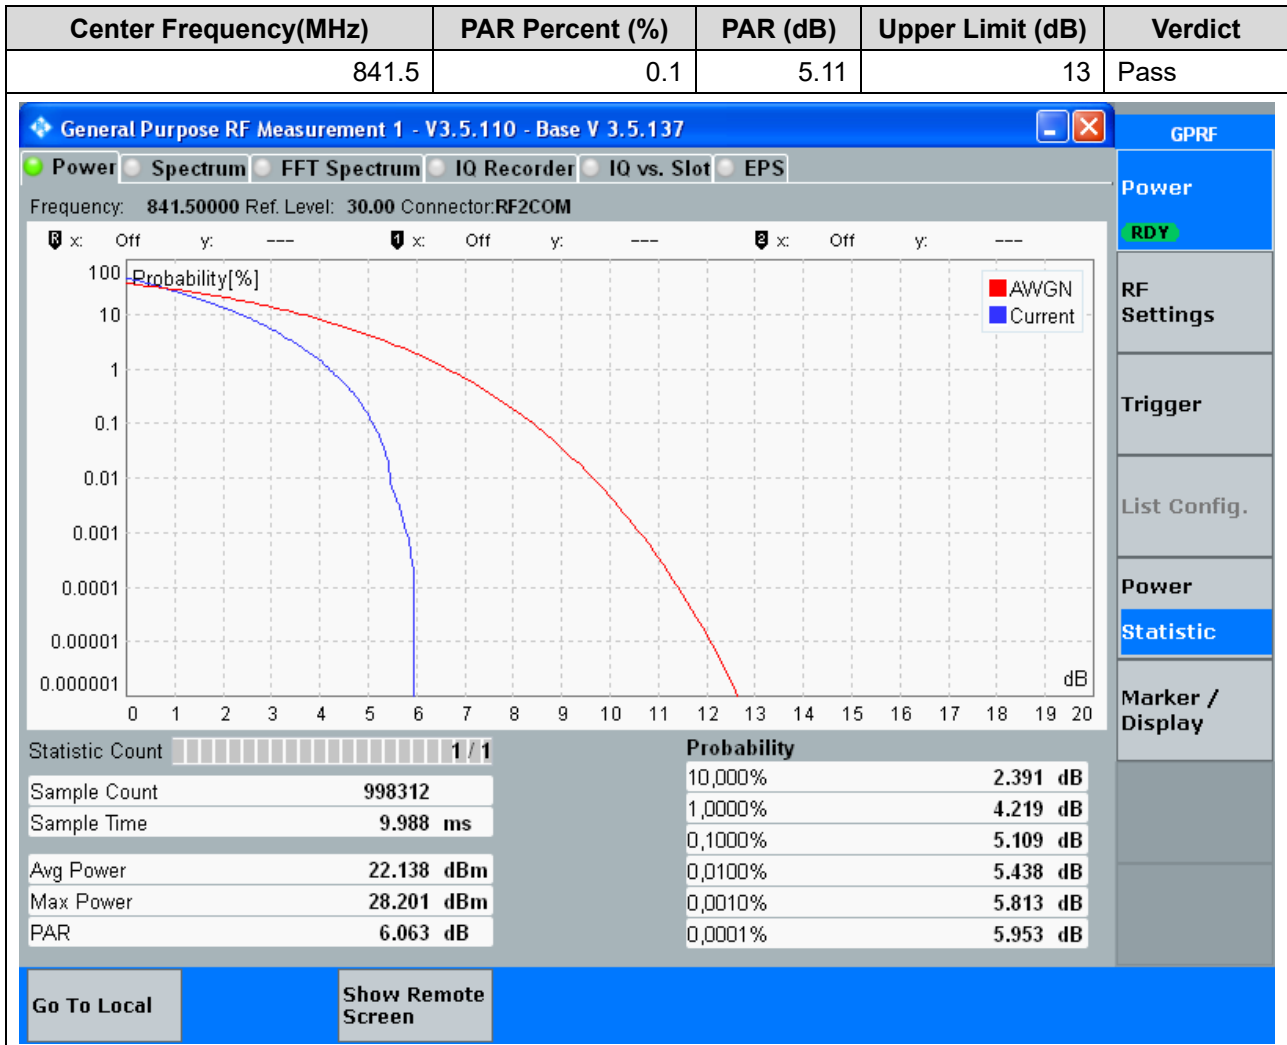 Center Frequency(MHz) PAR Percent (%) PAR (dB) Upper Limit (dB) Verdict
841.5 0.1 5.11 13 Pass
General Purpose RF Measurement 1 - V3.5.110 - Base V 3.5.137
GPRF
Power Spectrum FFT Spectrum IQ Recorder IQ vs. Slot EPS
Frequency: 841.50000 Ref. Level: 30.00 Connector:RF2COM
R x: Off y: --- 1 x: Off y: --- 2 x: Off y: ---
Probability[%]
AWGN
Current
100
10
1
0.1
0.01
0.001
0.0001
0.00001
0.000001
dB
0 1 2 3 4 5 6 7 8 9 10 11 12 13 14 15 16 17 18 19 20
Statistic Count 1 / 1
Sample Count 998312
Sample Time 9.988 ms
Avg Power 22.138 dBm
Max Power 28.201 dBm
PAR 6.063 dB
Probability
10,000% 2.391 dB
1,0000% 4.219 dB
0,1000% 5.109 dB
0,0100% 5.438 dB
0,0010% 5.813 dB
0,0001% 5.953 dB
Power
RDY
RF
Settings
Trigger
List Config.
Power
Statistic
Marker /
Display
Go To Local
Show Remote
Screen